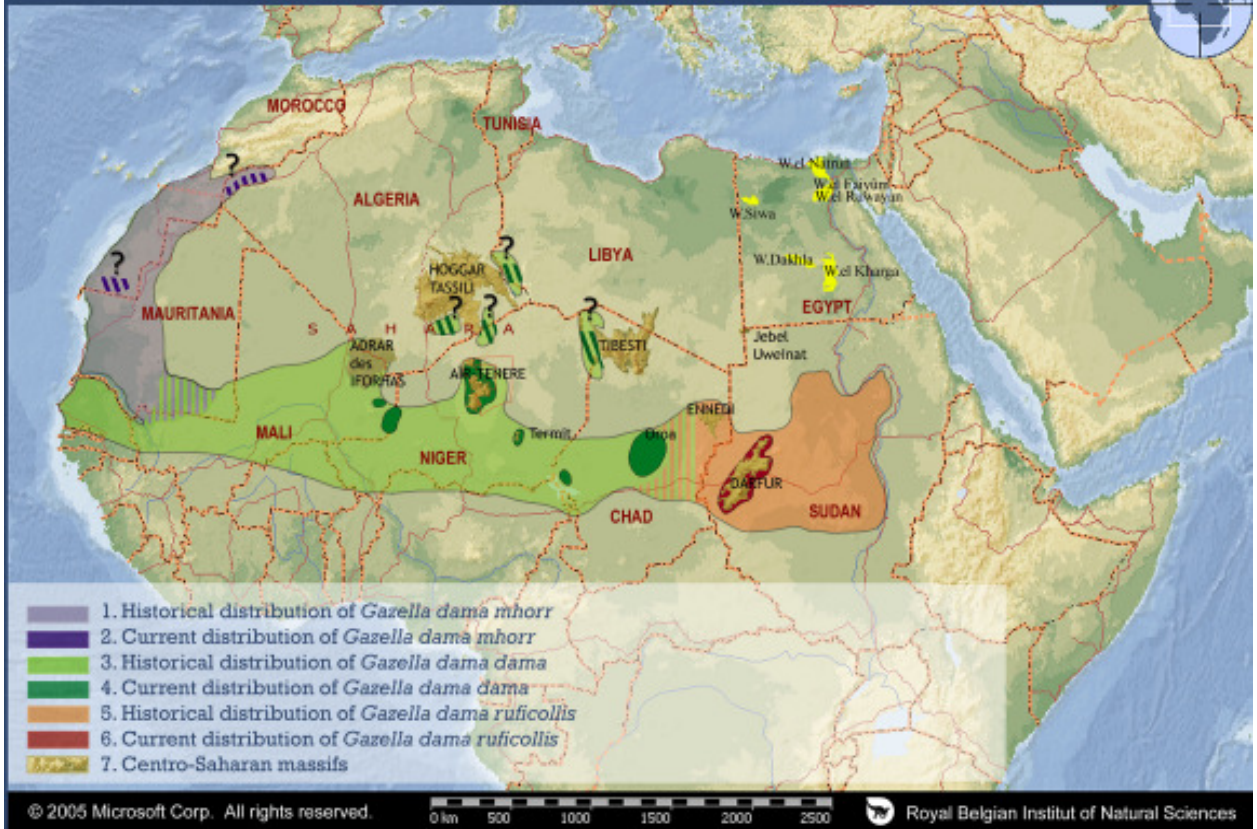 MOROCCO
TUNISIA
?
ALGERIA
LIBYA
W.el Natrun
W.el Faiyum
W.el Rawayan
W.Siwa
?
?
HOGGAR
TASSILI
W.Dakhla
W.el Kharga
EGYPT
MAURITANIA
?
?
?
S A H A R A
ADRAR
des
IFORHAS
TIBESTI
Jebel
Uweinat
AIR-TENERE
ENNEDI
MALI
Termit
Oroa
NIGER
DARFUR
CHAD
SUDAN
1. Historical distribution of Gazella dama mhorr
2. Current distribution of Gazella dama mhorr
3. Historical distribution of Gazella dama dama
4. Current distribution of Gazella dama dama
5. Historical distribution of Gazella dama ruficollis
6. Current distribution of Gazella dama ruficollis
7. Centro-Saharan massifs
© 2005 Microsoft Corp. All rights reserved.
0 km 500 1000 1500 2000 2500
Royal Belgian Institut of Natural Sciences